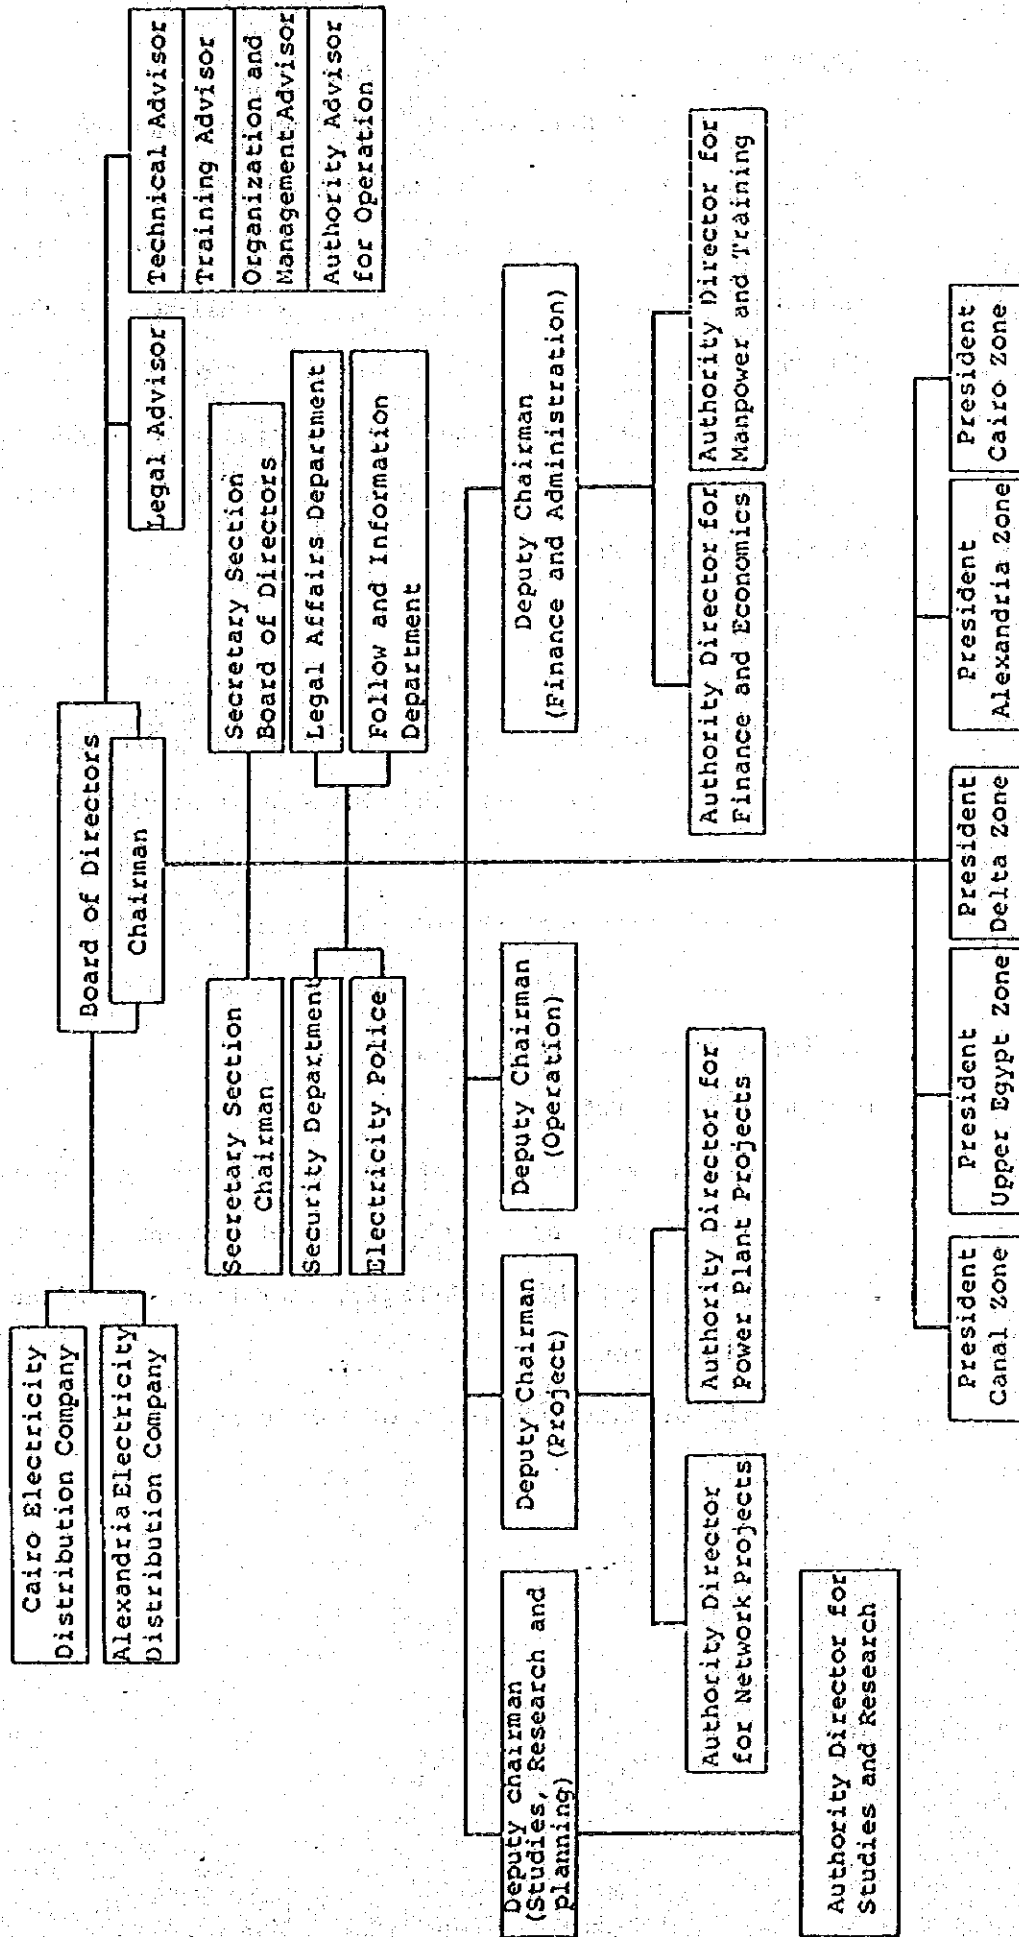 Board of Directors
Chairman
Cairo Electricity
Distribution Company
Alexandria Electricity
Distribution Company
Legal Advisor
Technical Advisor
Training Advisor
Organization and
Management Advisor
Authority Advisor
for Operation
Secretary Section
Chairman
Secretary Section
Board of Directors
Security Department
Legal Affairs Department
Electricity Police
Follow and Information
Department
Deputy chairman
(Studies, Research and
planning)
Deputy Chairman
(Project)
Deputy Chairman
(Operation)
Deputy Chairman
(Finance and Administration)
Authority Director
for Network Projects
Authority Director for
Power Plant Projects
Authority Director for
Finance and Economics
Authority Director for
Manpower and Training
Authority Director for
Studies and Research
President
Canal Zone
President
Upper Egypt Zone
President
Delta Zone
President
Alexandria Zone
President
Cairo Zone